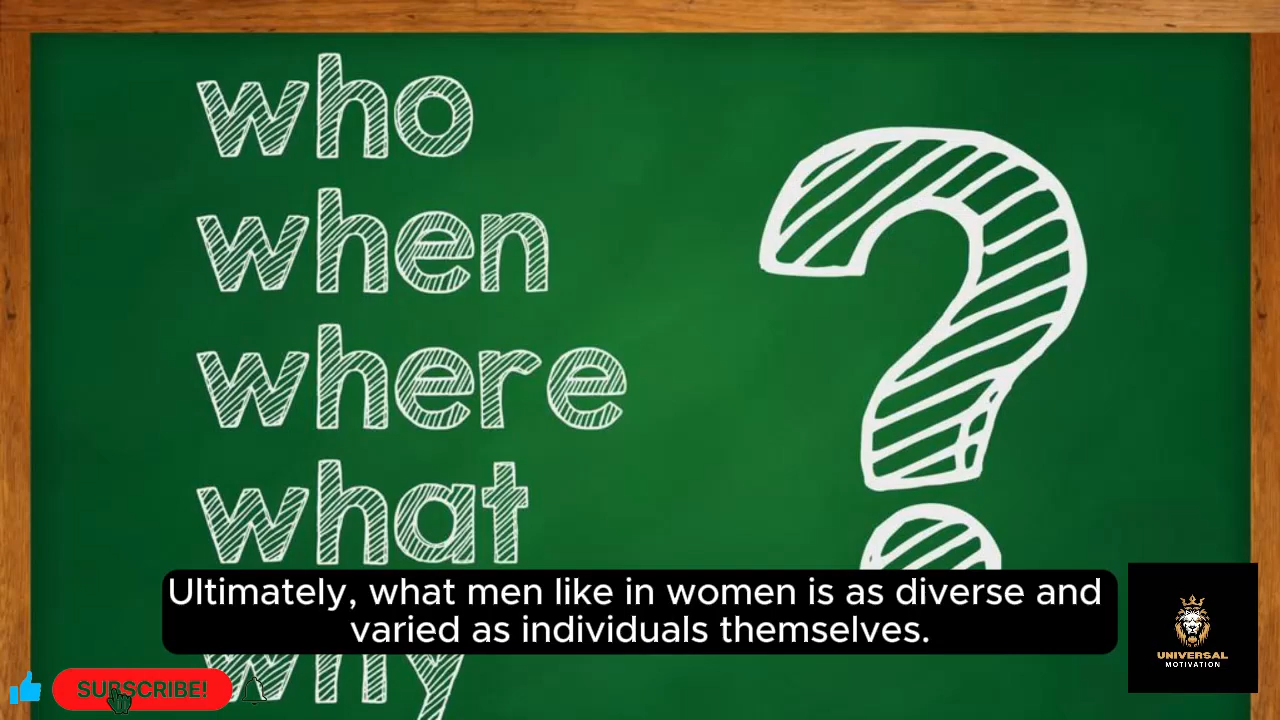 who
when
where
what
why
Ultimately, what men like in women is as diverse and
varied as individuals themselves.
SUBSCRIBE!
UNIVERSAL
MOTIVATION